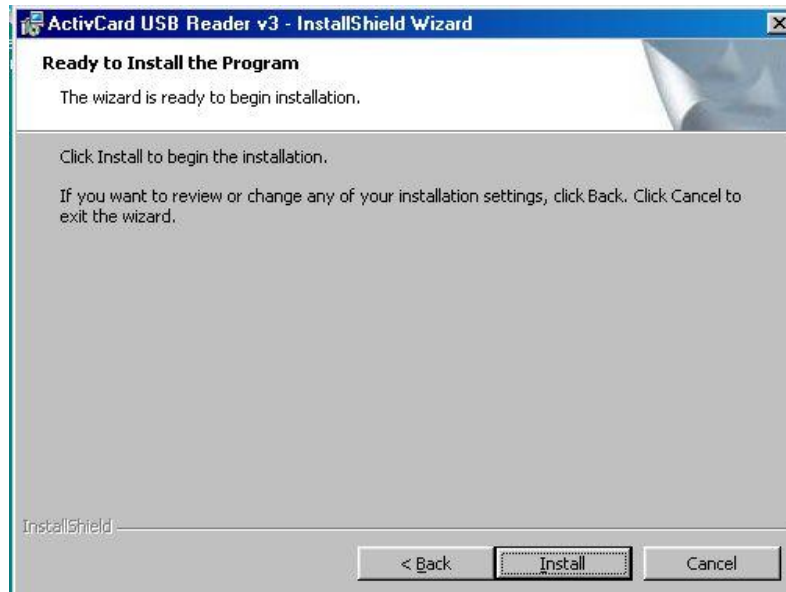 ActivCard USB Reader v3 - InstallShield Wizard
Ready to Install the Program
The wizard is ready to begin installation.
Click Install to begin the installation.
If you want to review or change any of your installation settings, click Back. Click Cancel to
exit the wizard.
InstallShield
< Back Install Cancel